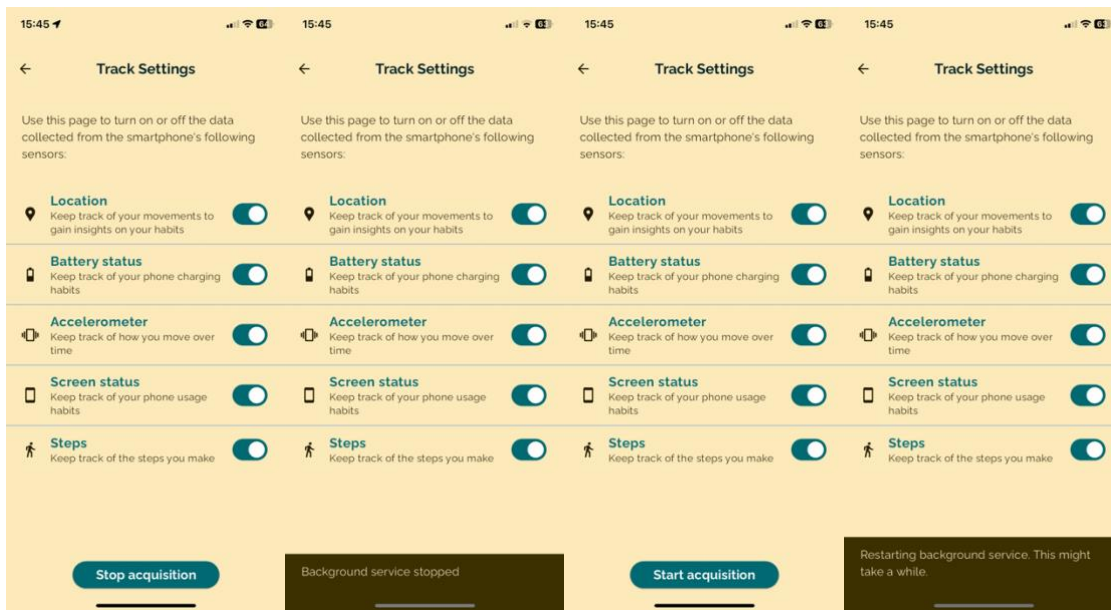 15:45
64
Track Settings
Use this page to turn on or off the data
collected from the smartphone's following
sensors:
Location
Keep track of your movements to
gain insights on your habits
Battery status
Keep track of your phone charging
habits
Accelerometer
Keep track of how you move over
time
Screen status
Keep track of your phone usage
habits
Steps
Keep track of the steps you make
Stop acquisition
15:45
63
Track Settings
Use this page to turn on or off the data
collected from the smartphone's following
sensors:
Location
Keep track of your movements to
gain insights on your habits
Battery status
Keep track of your phone charging
habits
Accelerometer
Keep track of how you move over
time
Screen status
Keep track of your phone usage
habits
Steps
Keep track of the steps you make
Background service stopped
15:45
63
Track Settings
Use this page to turn on or off the data
collected from the smartphone's following
sensors:
Location
Keep track of your movements to
gain insights on your habits
Battery status
Keep track of your phone charging
habits
Accelerometer
Keep track of how you move over
time
Screen status
Keep track of your phone usage
habits
Steps
Keep track of the steps you make
Start acquisition
15:45
63
Track Settings
Use this page to turn on or off the data
collected from the smartphone's following
sensors:
Location
Keep track of your movements to
gain insights on your habits
Battery status
Keep track of your phone charging
habits
Accelerometer
Keep track of how you move over
time
Screen status
Keep track of your phone usage
habits
Steps
Keep track of the steps you make
Restarting background service. This might
take a while.